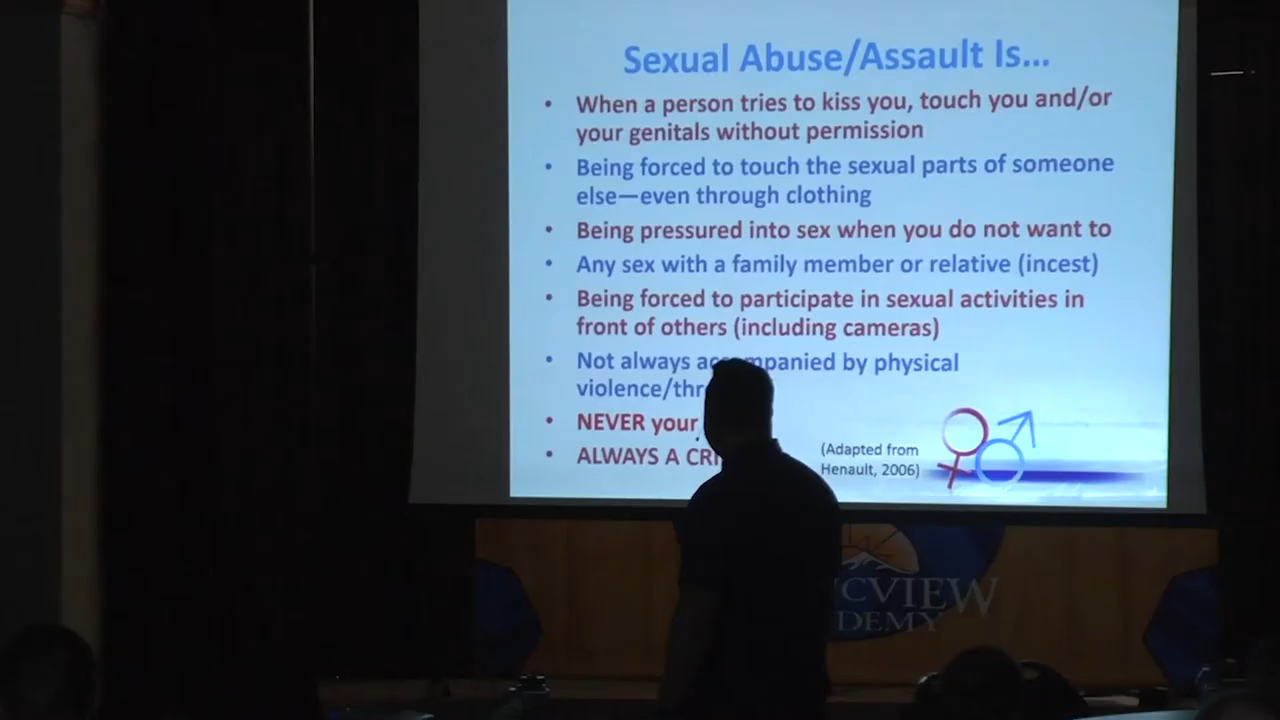 Sexual Abuse/Assault Is...
• When a person tries to kiss you, touch you and/or
your genitals without permission
• Being forced to touch the sexual parts of someone
else—even through clothing
• Being pressured into sex when you do not want to
• Any sex with a family member or relative (incest)
• Being forced to participate in sexual activities in
front of others (including cameras)
• Not always panied by physical
violence/thr
• NEVER your
• ALWAYS A CRI
(Adapted from
Henault, 2006)
CVIEW
DEMY